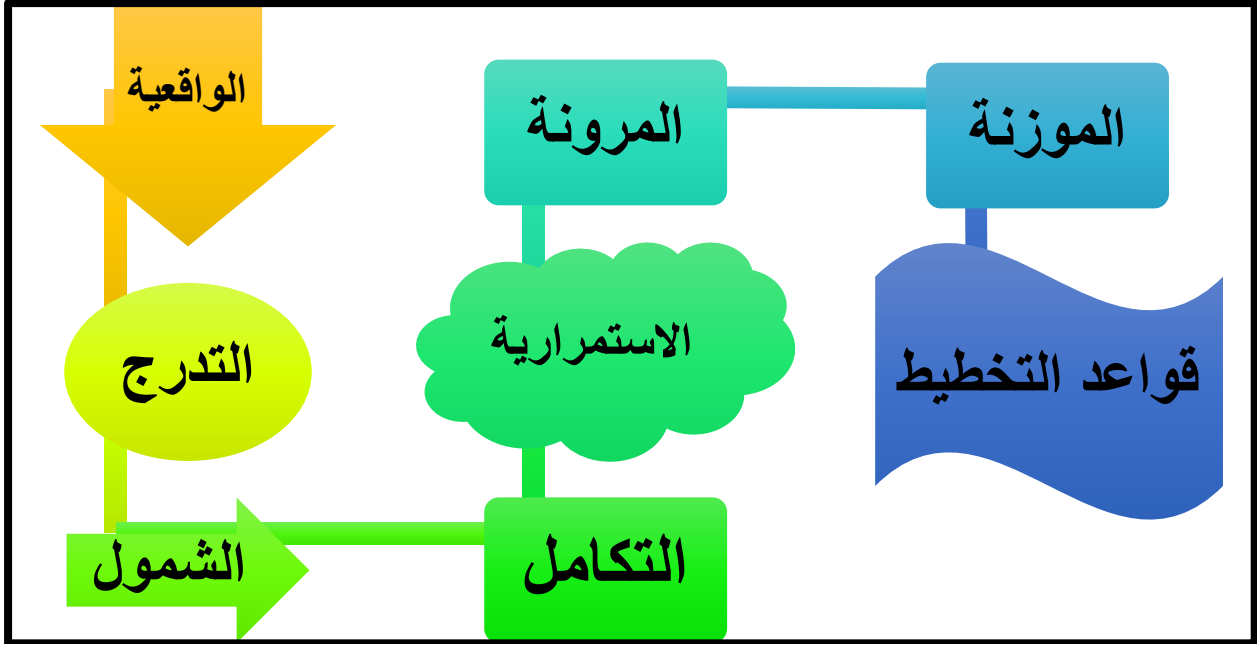 الواقعية
التدرج
الشمول
التكامل
الاستمرارية
المرونة
الموزنة
قواعد التخطيط